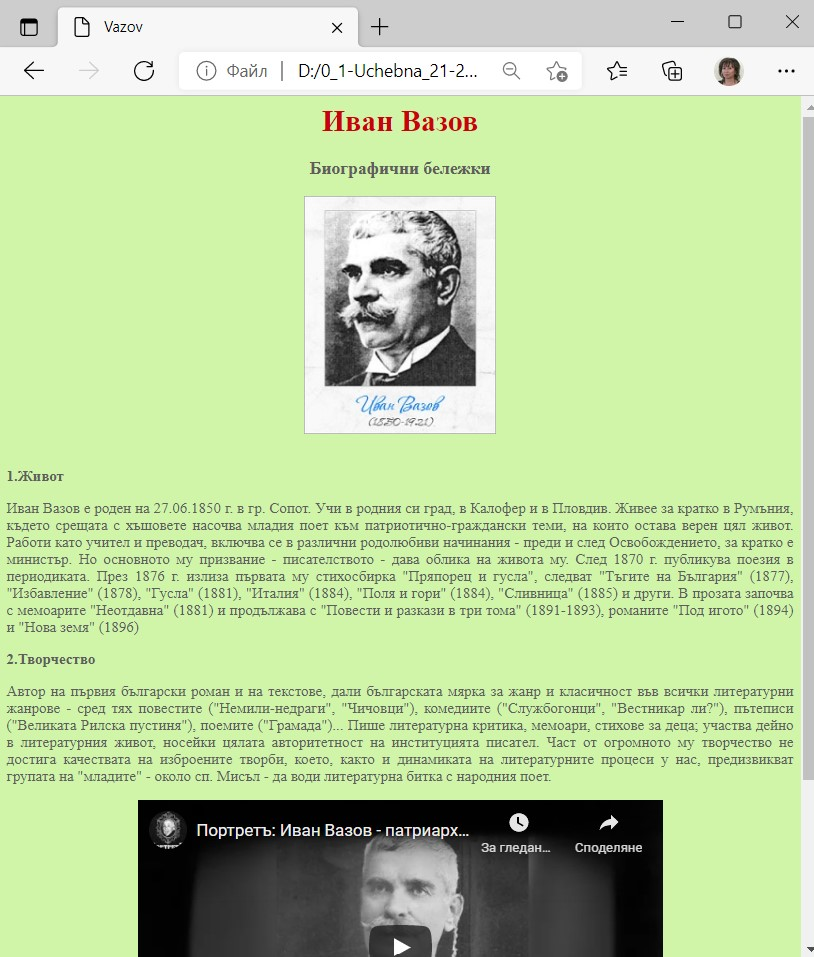 Vazov
Файл | D:/0_1-Uchebna_21-2...
Иван Вазов
Биографични бележки
Иван Вазов
(1850-1921)
1.Живот
Иван Вазов е роден на 27.06.1850 г. в гр. Сопот. Учи в родния си град, в Калофер и в Пловдив. Живее за кратко в Румъния,
където срещата с хъшовете насочва младия поет към патриотично-граждански теми, на които остава верен цял живот.
Работи като учител и преводач, включва се в различни родолюбиви начинания - преди и след Освобождението, за кратко е
министър. Но основното му призвание - писателството - дава облика на живота му. След 1870 г. публикува поезия в
периодиката. През 1876 г. излиза първата му стихосбирка "Пряпорец и гусла", следват "Тъгите на България" (1877),
"Избавление" (1878), "Гусла" (1881), "Италия" (1884), "Поля и гори" (1884), "Сливница" (1885) и други. В прозата започва
с мемоарите "Неотдавна" (1881) и продължава с "Повести и разкази в три тома" (1891-1893), романите "Под игото" (1894)
и "Нова земя" (1896)
2.Творчество
Автор на първия български роман и на текстове, дали българската мярка за жанр и класичност във всички литературни
жанрове - сред тях повестите ("Немили-недраги", "Чичовци"), комедиите ("Службогонци", "Вестникар ли?"), пътеписи
("Великата Рилска пустиня"), поемите ("Грамада")... Пише литературна критика, мемоари, стихове за деца; участва дейно
в литературния живот, носейки цялата авторитетност на институцията писател. Част от огромното му творчество не
достига качествата на изброените творби, което, както и динамиката на литературните процеси у нас, предизвикват
групата на "младите" - около сп. Мисъл - да води литературна битка с народния поет.
Портретъ: Иван Вазов - патриарх...
За гледан...
Споделяне